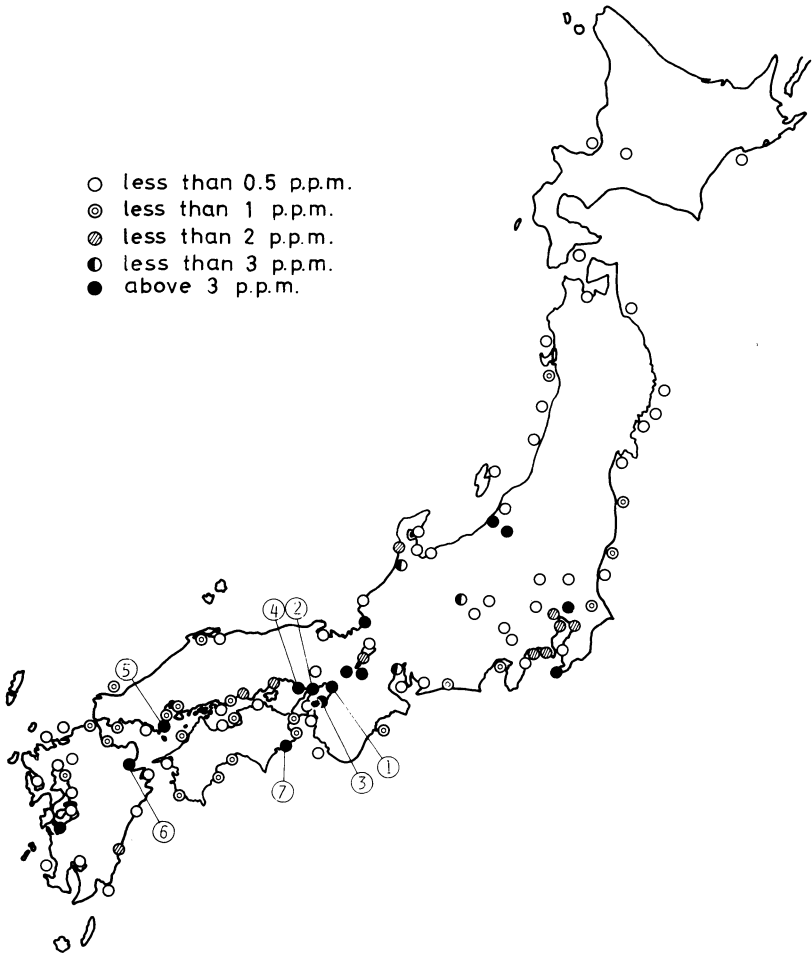 less than 0.5 p.p.m.
less than 1 p.p.m.
less than 2 p.p.m.
less than 3 p.p.m.
above 3 p.p.m.
4 2
5
1
3
7
6